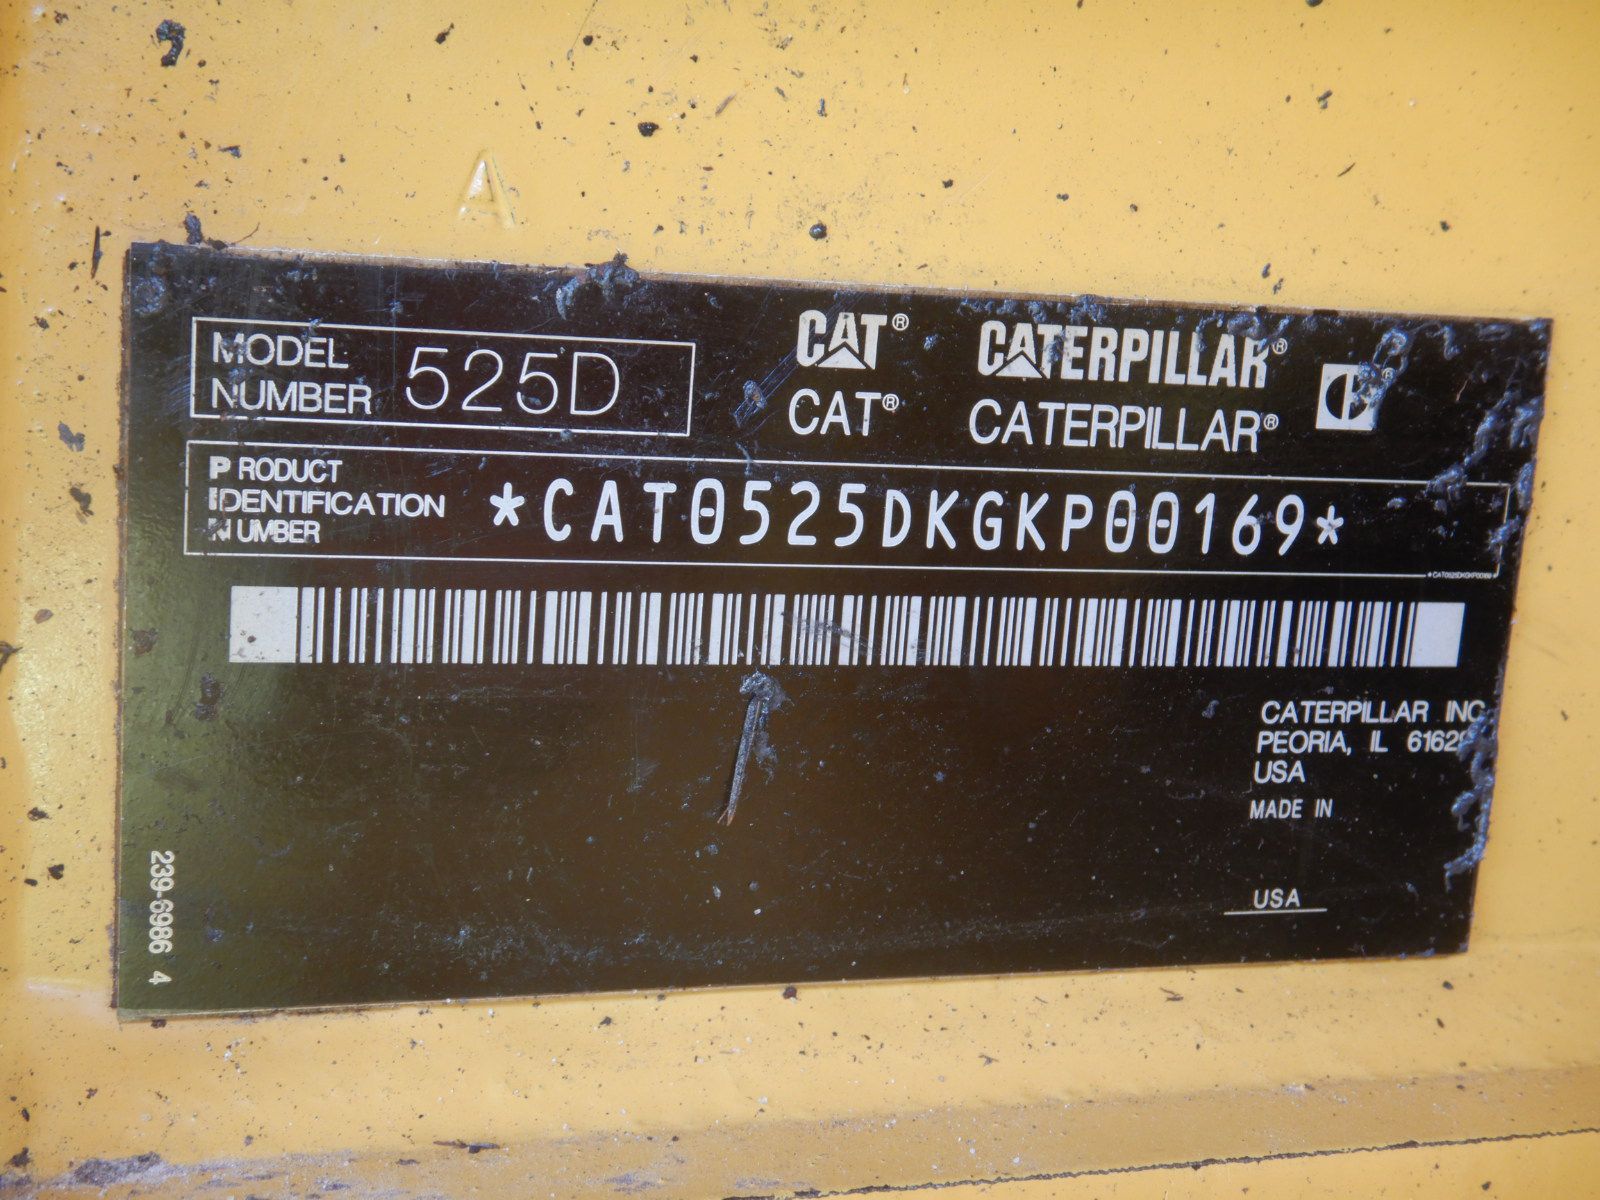 A
MODEL
NUMBER 525D
CAT® CATERPILLAR®
CAT® CATERPILLAR®
PRODUCT
IDENTIFICATION
NUMBER
*CAT0525DKGKP00169*
*CAT0525DKGKP00169*
CATERPILLAR INC
PEORIA, IL
USA
MADE IN
USA
239-6986 4